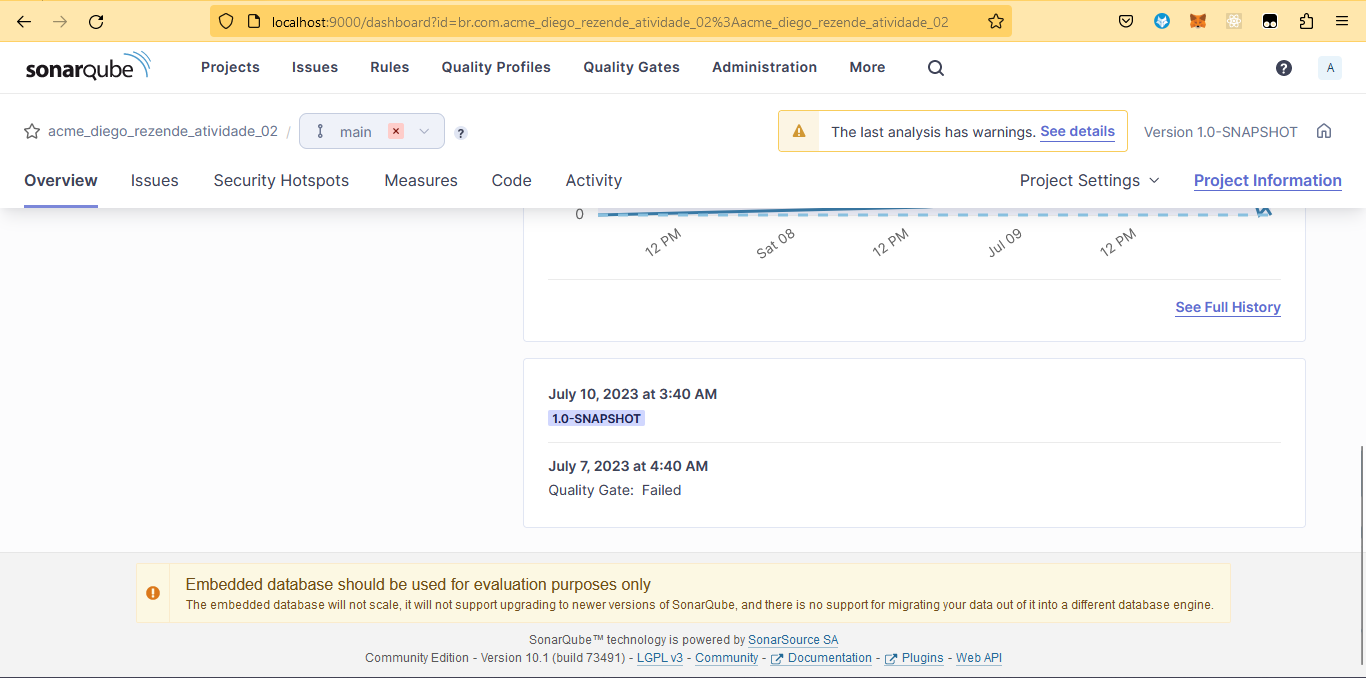 localhost:9000/dashboard?id=br.com.acme_diego_rezende_atividade_02%3Aacme_diego_rezende_atividade_02
sonarqube Projects Issues Rules Quality Profiles Quality Gates Administration More ? A
acme_diego_rezende_atividade_02 / main ? The last analysis has warnings. See details Version 1.0-SNAPSHOT
Overview Issues Security Hotspots Measures Code Activity Project Settings Project Information
0
12 PM Sat 08 12 PM Jul 09 12 PM
See Full History
July 10, 2023 at 3:40 AM
1.0-SNAPSHOT
July 7, 2023 at 4:40 AM
Quality Gate: Failed
Embedded database should be used for evaluation purposes only
The embedded database will not scale, it will not support upgrading to newer versions of SonarQube, and there is no support for migrating your data out of it into a different database engine.
SonarQube™ technology is powered by SonarSource SA
Community Edition - Version 10.1 (build 73491) - LGPL v3 - Community - Documentation - Plugins - Web API